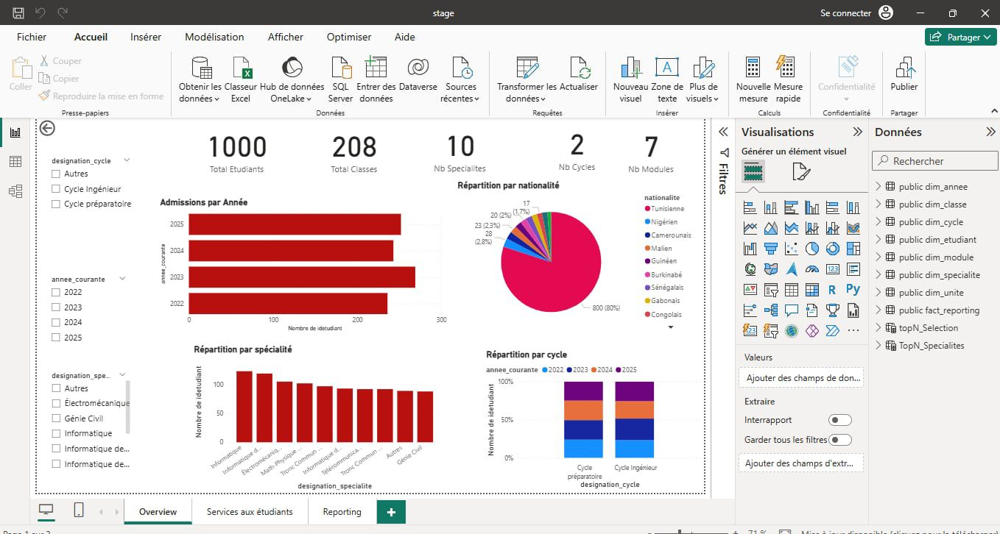 stage
Se connecter
Fichier
Accueil
Insérer
Modélisation
Afficher
Optimiser
Aide
Partager
Coller
Couper
Copier
Reproduire la mise en forme
Presse-papiers
Obtenir les données
Classeur Excel
Hub de données OneLake
SQL Server
Entrer des données
Dataverse
Sources récentes
Données
Transformer les données
Actualiser
Requêtes
Nouveau visuel
Zone de texte
Plus de visuels
Insérer
Nouvelle mesure
Mesure rapide
Calculs
Confidentialité
Confidentialité
Publier
Partager
designation_cycle
Autres
Cycle Ingénieur
Cycle préparatoire
annee_courante
2022
2023
2024
2025
designation_spe...
Autres
Électromécanique
Génie Civil
Informatique
Informatique de...
Informatique de...
1000
Total Etudiants
208
Total Classes
10
Nb Specialites
2
Nb Cycles
7
Nb Modules
Admissions par Année
annee_courante
2025
2024
2023
2022
0
100
200
300
Nombre de idetudiant
Répartition par nationalité
17
(1.7%)
20 (2%)
23 (2.3%)
28
(2.8%)
800 (80%)
nationalite
Tunisienne
Nigérien
Camerounais
Malien
Guinéen
Burkinabé
Sénégalais
Gabonais
Congolais
Répartition par spécialité
Nombre de idetudiant
100
50
0
Informatique
Informatique d...
Électromécaniq...
Math-Physique ...
Tronc Commun ...
Informatique d...
Télécommunica...
Tronc Commun ...
Autres
Génie Civil
designation_specialite
Répartition par cycle
annee_courante
2022
2023
2024
2025
Nombre de idetudiant
100%
50%
0%
Cycle
préparatoire
Cycle Ingénieur
designation_cycle
Filtres
Visualisations
Générer un élément visuel
123
R
Py
Valeurs
Ajouter des champs de don...
Extraire
Interrapport
Garder tous les filtres
Ajouter des champs d'extr...
Données
Rechercher
public dim_annee
public dim_classe
public dim_cycle
public dim_etudiant
public dim_module
public dim_specialite
public dim_unite
public fact_reporting
topN_Selection
TopN_Specialites
Overview
Services aux étudiants
Reporting
Page 1 sur 3
71 %
Mise à jour disponible (cliquez pour la télécharger)